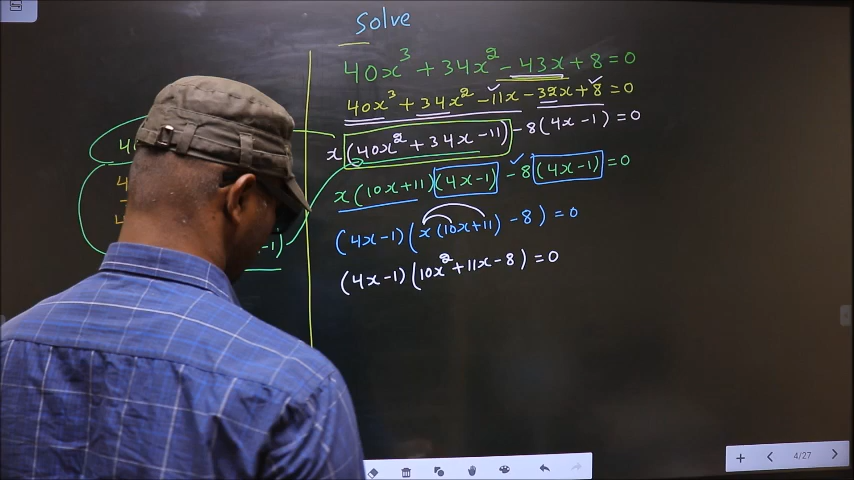 Solve
40x³ + 34x² - 43x + 8 = 0
40x³ + 34x² - 11x - 32x + 8 = 0
x (40x² + 34x - 11) - 8 (4x - 1) = 0
x (10x + 11) (4x - 1) - 8 (4x - 1) = 0
(4x - 1) (x (10x + 11) - 8) = 0
(4x - 1) (10x² + 11x - 8) = 0
4/27